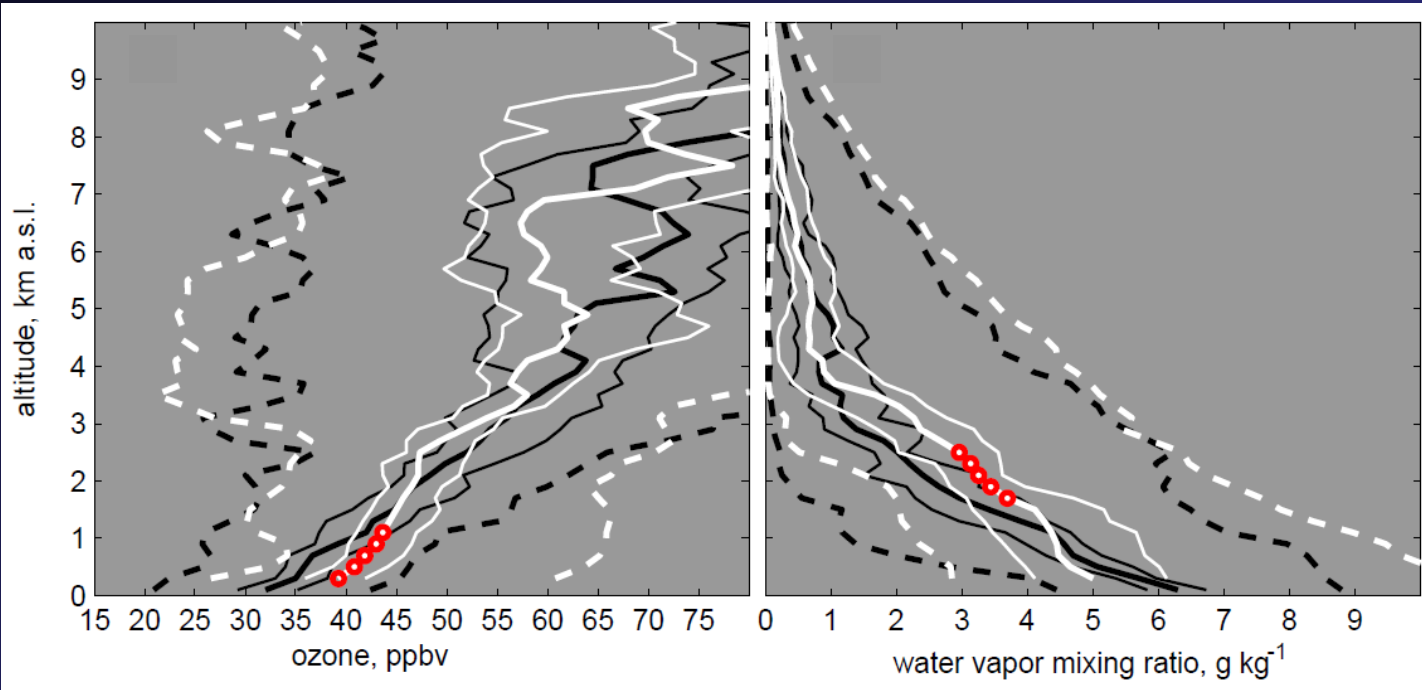 altitude, km a.s.l.
9
8
7
6
5
4
3
2
1
0
15 20 25 30 35 40 45 50 55 60 65 70 75
ozone, ppbv
0 1 2 3 4 5 6 7 8 9
water vapor mixing ratio, g kg⁻¹